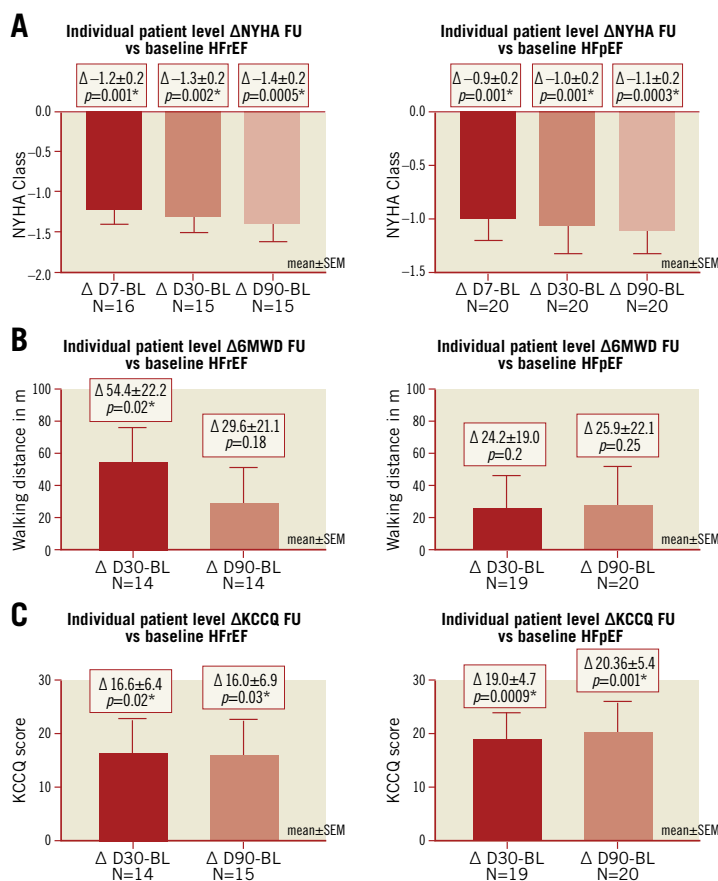 A
Individual patient level ΔNYHA FU
vs baseline HFrEF
Δ –1.2±0.2
p=0.001*
Δ –1.3±0.2
p=0.002*
Δ –1.4±0.2
p=0.0005*
NYHA Class
0.0
–0.5
–1.0
–1.5
–2.0
mean±SEM
Δ D7-BL
N=16
Δ D30-BL
N=15
Δ D90-BL
N=15
Individual patient level ΔNYHA FU
vs baseline HFpEF
Δ –0.9±0.2
p=0.001*
Δ –1.0±0.2
p=0.001*
Δ –1.1±0.2
p=0.0003*
NYHA Class
0.0
–0.5
–1.0
–1.5
mean±SEM
Δ D7-BL
N=20
Δ D30-BL
N=20
Δ D90-BL
N=20
B
Individual patient level Δ6MWD FU
vs baseline HFrEF
Δ 54.4±22.2
p=0.02*
Δ 29.6±21.1
p=0.18
Walking distance in m
100
80
60
40
20
0
mean±SEM
Δ D30-BL
N=14
Δ D90-BL
N=14
Individual patient level Δ6MWD FU
vs baseline HFpEF
Δ 24.2±19.0
p=0.2
Δ 25.9±22.1
p=0.25
Walking distance in m
100
80
60
40
20
0
mean±SEM
Δ D30-BL
N=19
Δ D90-BL
N=20
C
Individual patient level ΔKCCQ FU
vs baseline HFrEF
Δ 16.6±6.4
p=0.02*
Δ 16.0±6.9
p=0.03*
KCCQ score
30
20
10
0
mean±SEM
Δ D30-BL
N=14
Δ D90-BL
N=15
Individual patient level ΔKCCQ FU
vs baseline HFpEF
Δ 19.0±4.7
p=0.0009*
Δ 20.36±5.4
p=0.001*
KCCQ score
30
20
10
0
mean±SEM
Δ D30-BL
N=19
Δ D90-BL
N=20